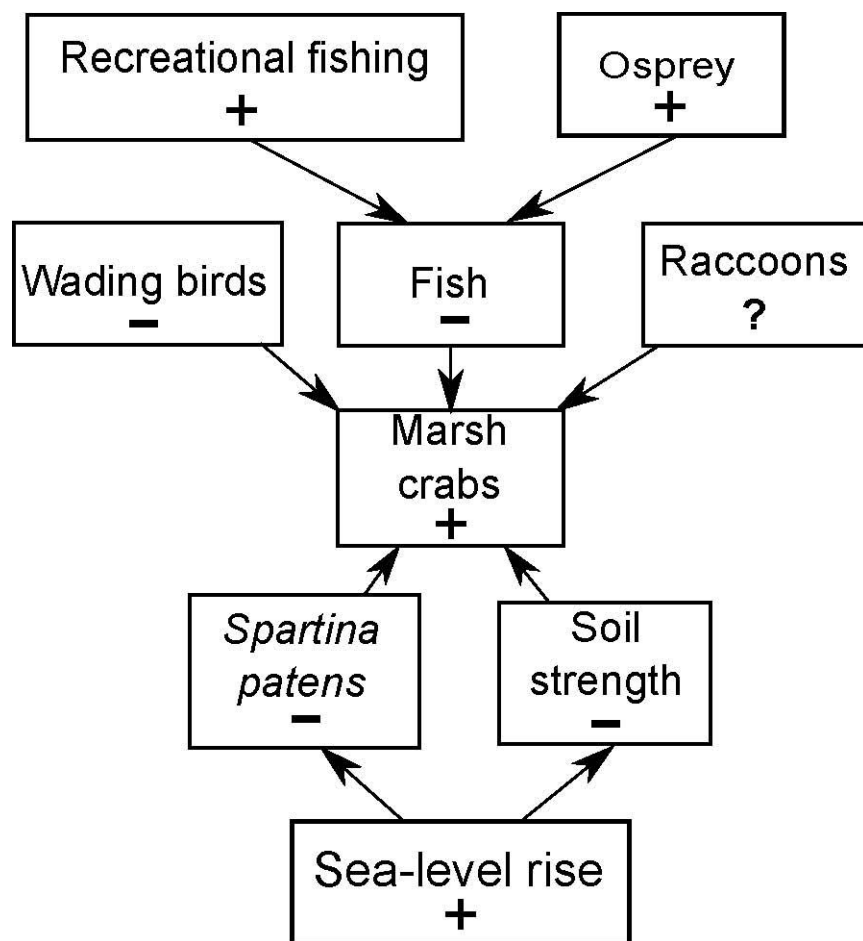 Recreational fishing
+
Osprey
+
Wading birds
-
Fish
-
Raccoons
?
Marsh
crabs
+
Spartina
patens
-
Soil
strength
-
Sea-level rise
+